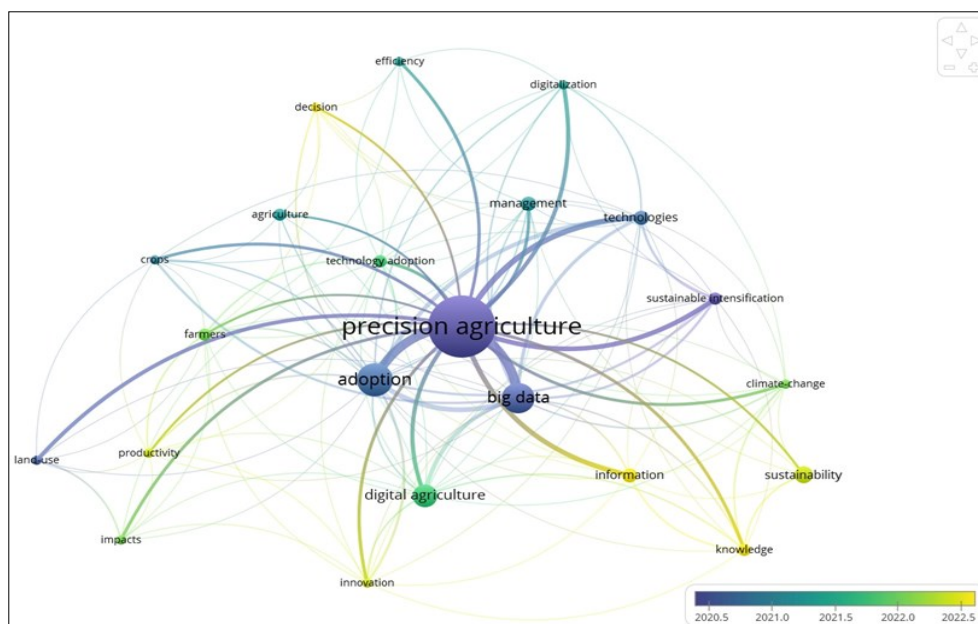 efficiency
digitalization
decision
management
agriculture
technologies
crops
technology adoption
sustainable intensification
precision agriculture
farmers
adoption
climate-change
big data
productivity
land-use
information
sustainability
digital agriculture
impacts
knowledge
innovation
2020.5 2021.0 2021.5 2022.0 2022.5